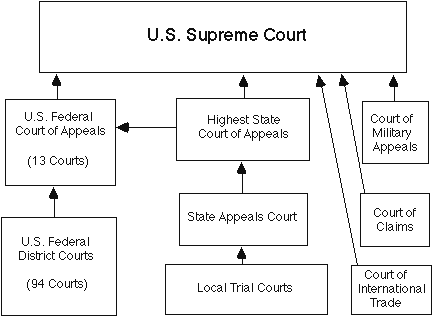 U.S. Supreme Court
U.S. Federal
Court of Appeals
(13 Courts)
Highest State
Court of Appeals
Court of
Military
Appeals
U.S. Federal
District Courts
(94 Courts)
State Appeals Court
Local Trial Courts
Court of
Claims
Court of
International
Trade